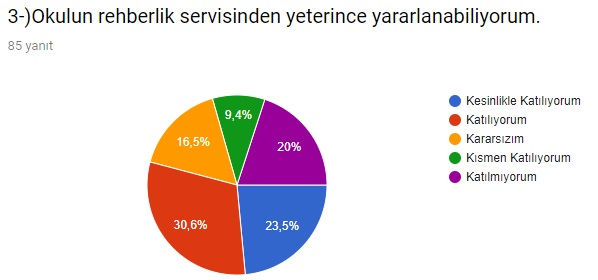 3-)Okulun rehberlik servisinden yeterince yararlanabiliyorum.
85 yanıt
9,4%
16,5%
20%
30,6%
23,5%
Kesinlikle Katılıyorum
Katılıyorum
Kararsızım
Kısmen Katılıyorum
Katılmıyorum